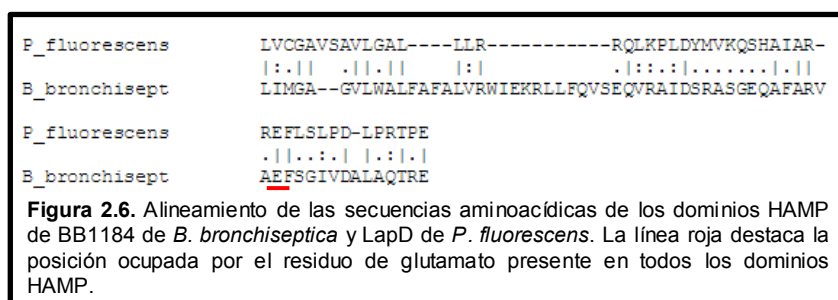 P_fluorescens LVCGAVSAVLGAL----LLR-----------RQLKPLDYMVKQSHAIAR-
|:.|| .||.|| |:| .|::.:|.......|.||
B_bronchisept LIMGA--GVLWALFAFALVRWIEKRLLFQVSEQVRAIDSRASGEQAFARV
P_fluorescens REFLSLPD-LPRTPE
.||..:.| |.:|.|
B_bronchisept AEFSGIVDALAQTRE
Figura 2.6. Alineamiento de las secuencias aminoacídicas de los dominios HAMP
de BB1184 de B. bronchiseptica y LapD de P. fluorescens. La línea roja destaca la
posición ocupada por el residuo de glutamato presente en todos los dominios
HAMP.